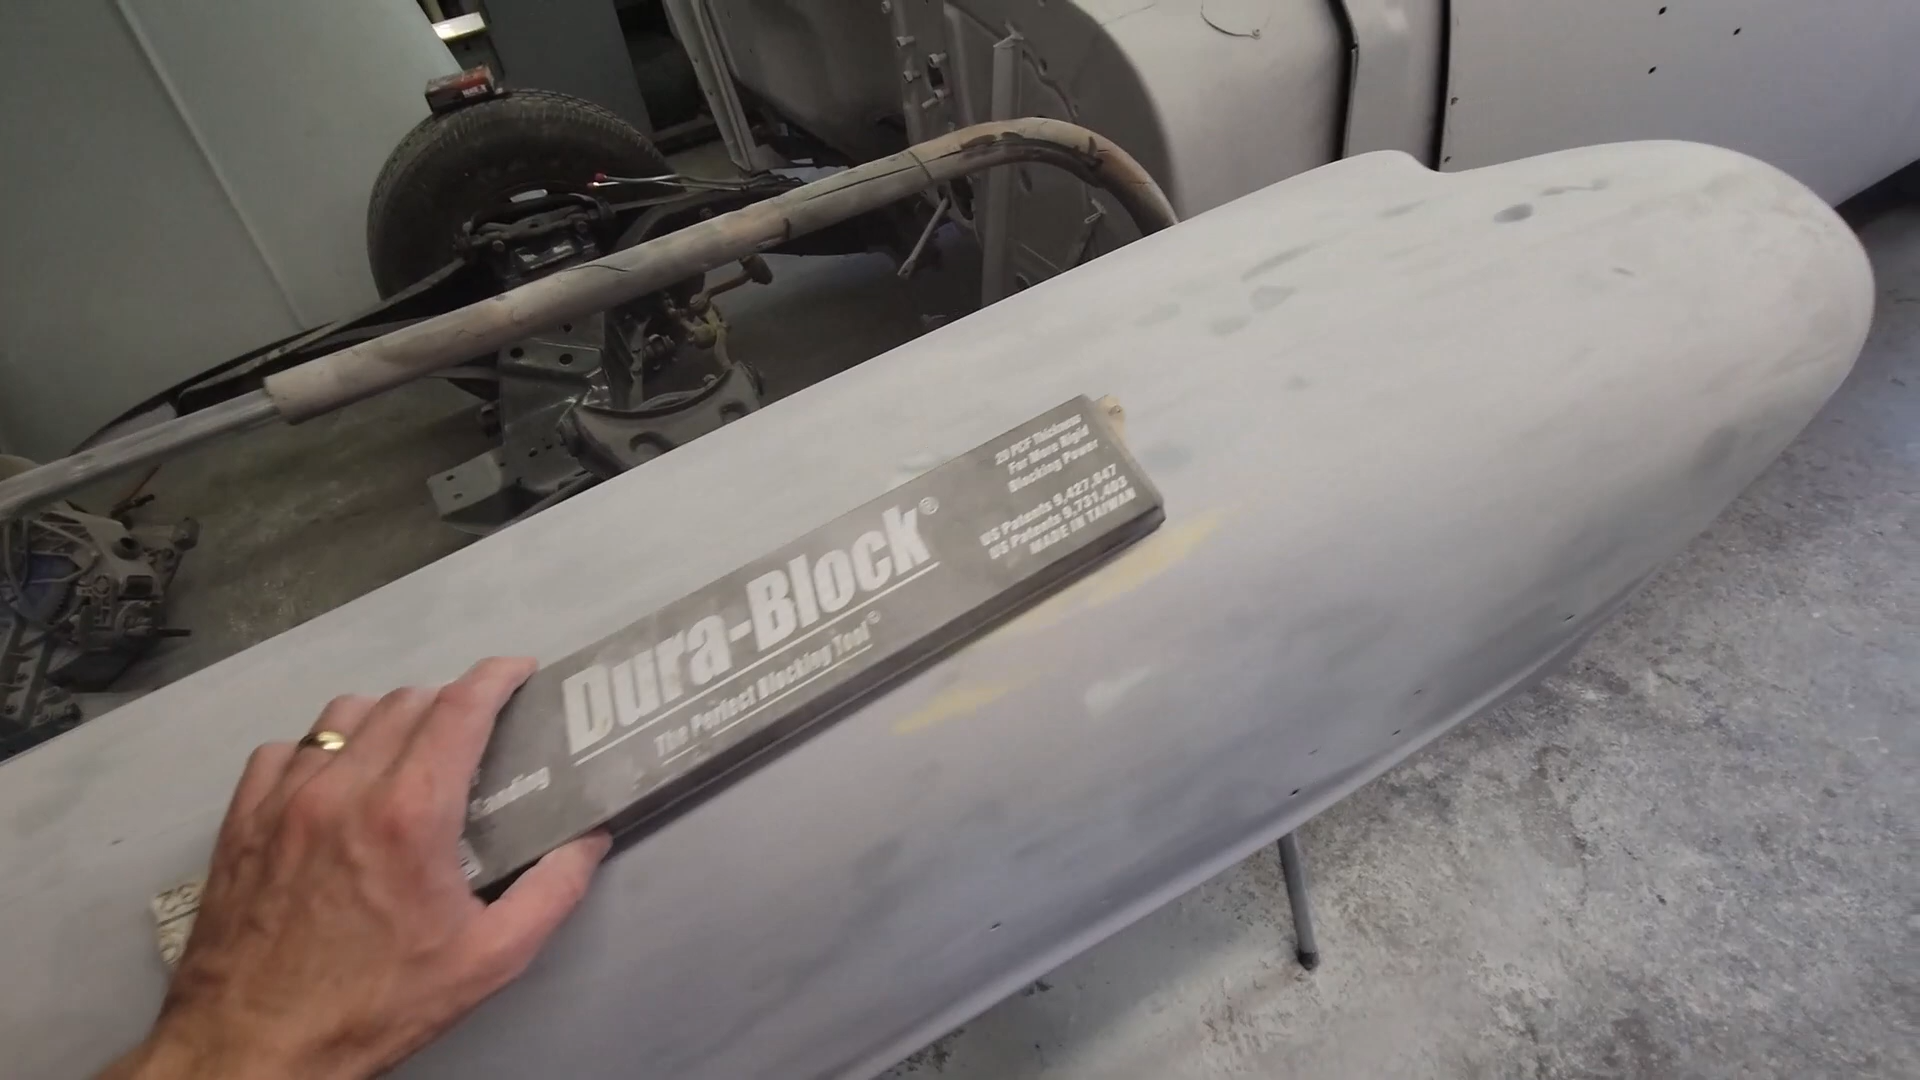 Dura-Block®
The Perfect Blocking Tool©
Sanding
20 PCF Thickness
For More Rigid
Blocking Power
US Patents 9,427,847
US Patents 9,731,403
MADE IN TAIWAN
32